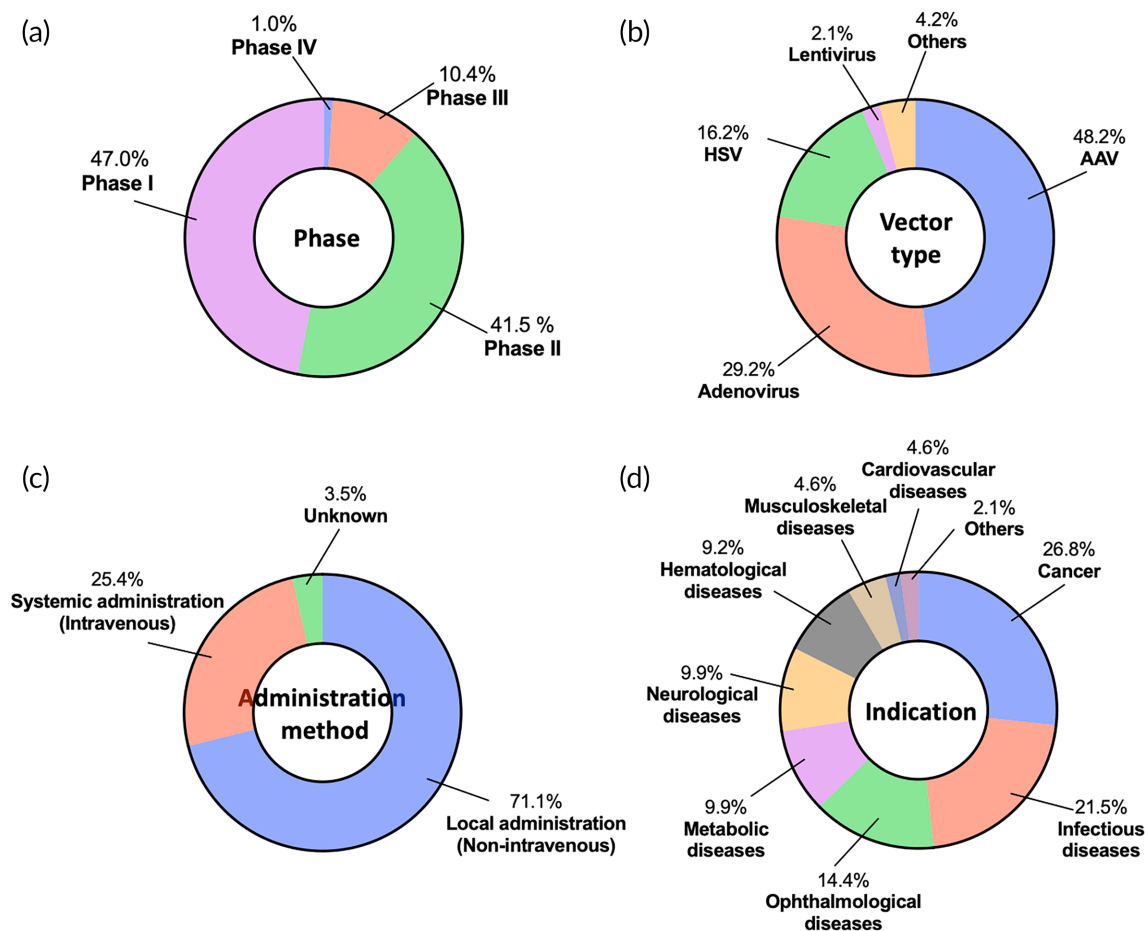 (a)
1.0%
Phase IV
10.4%
Phase III
47.0%
Phase I
Phase
41.5 %
Phase II
(b)
4.2%
Others
2.1%
Lentivirus
16.2%
HSV
48.2%
AAV
Vector
type
29.2%
Adenovirus
(c)
3.5%
Unknown
25.4%
Systemic administration
(Intravenous)
Administration
method
71.1%
Local administration
(Non-intravenous)
(d)
4.6%
Cardiovascular
diseases
4.6%
Musculoskeletal
diseases
2.1%
Others
9.2%
Hematological
diseases
26.8%
Cancer
9.9%
Neurological
diseases
Indication
9.9%
Metabolic
diseases
21.5%
Infectious
diseases
14.4%
Ophthalmological
diseases